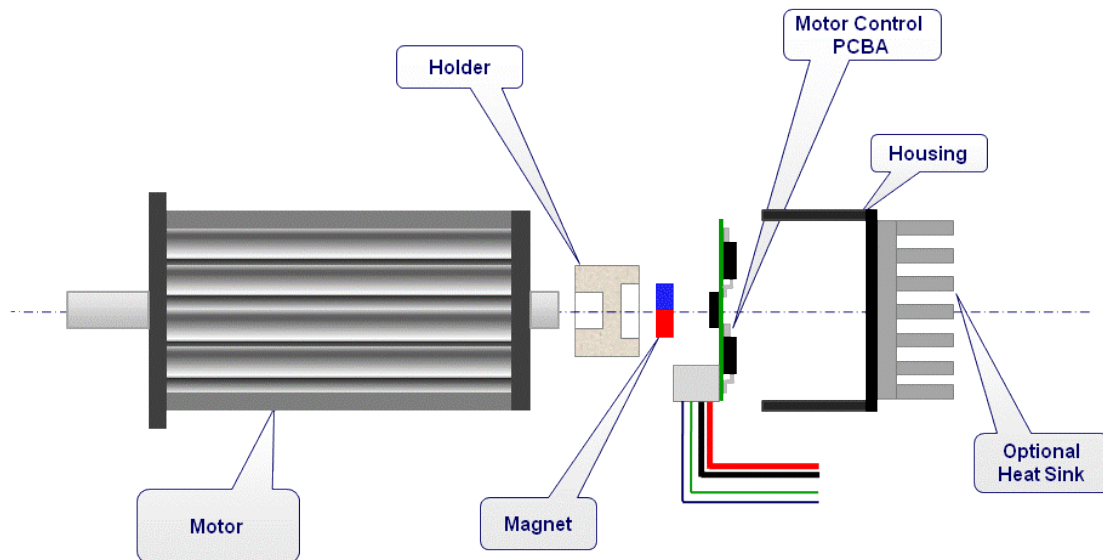 Motor Control
PCBA
Holder
Housing
Optional
Heat Sink
Magnet
Motor